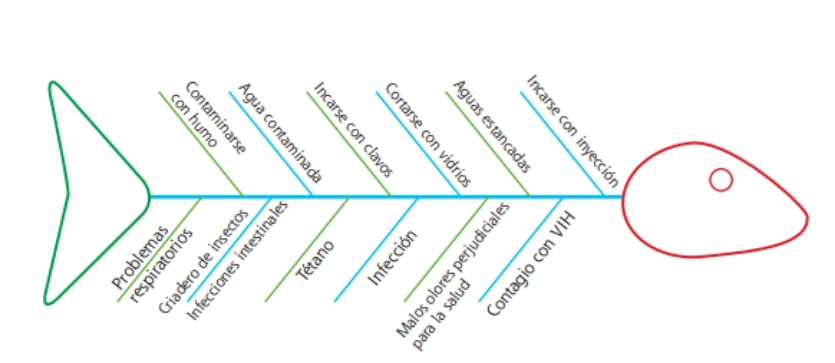 Contaminarse
con humo
Agua contaminada
Incarse con clavos
Cortarse con vidrios
Aguas estancadas
Incarse con inyección
Problemas
respiratorios
Criadero de insectos
Infecciones intestinales
Tétano
Infección
Malos olores perjudiciales
para la salud
Contagio con VIH